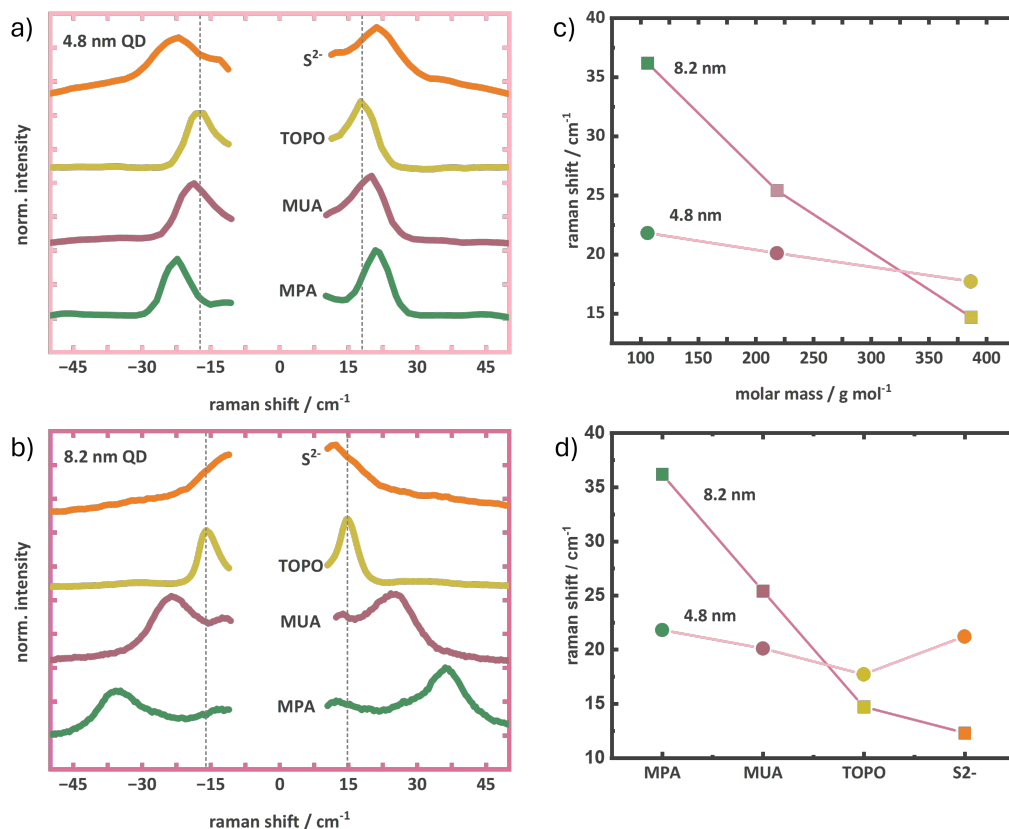 a)
4.8 nm QD
S²⁻
TOPO
MUA
MPA
norm. intensity
−45 −30 −15 0 15 30 45
raman shift / cm⁻¹
b)
8.2 nm QD
S²⁻
TOPO
MUA
MPA
norm. intensity
−45 −30 −15 0 15 30 45
raman shift / cm⁻¹
c)
40
35
30
25
20
15
raman shift / cm⁻¹
8.2 nm
4.8 nm
100 150 200 250 300 350 400
molar mass / g mol⁻¹
d)
40
35
30
25
20
15
10
raman shift / cm⁻¹
8.2 nm
4.8 nm
MPA MUA TOPO S2-